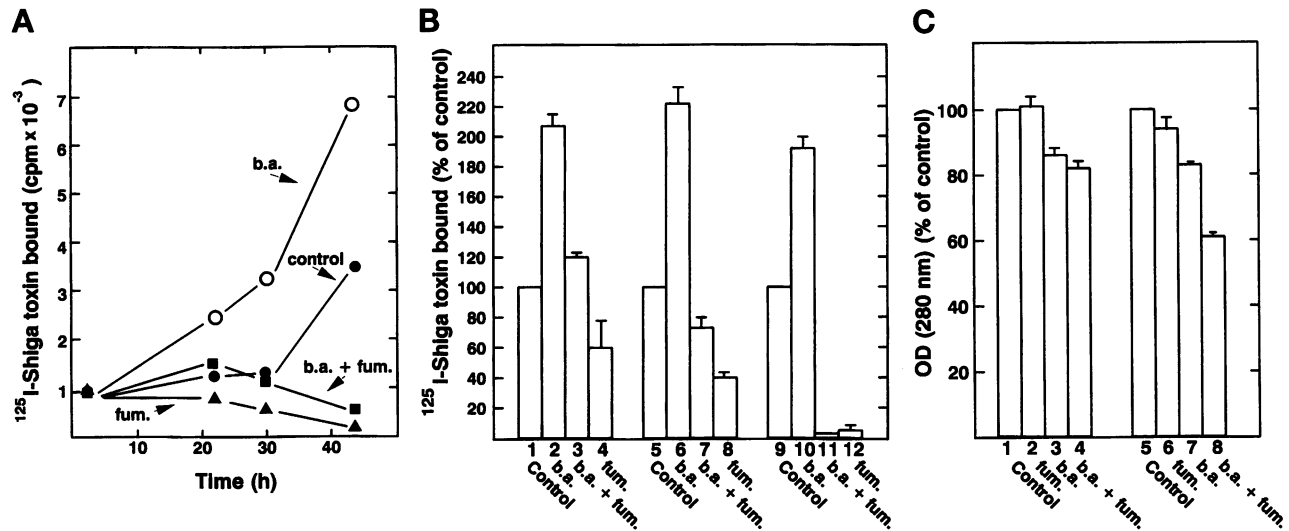 A
¹²⁵I-Shiga toxin bound (cpm x 10⁻³)
7
6
5
4
3
2
1
b.a.
control
b.a. + fum.
fum.
10 20 30 40
Time (h)
B
¹²⁵I-Shiga toxin bound (% of control)
240
220
200
180
160
140
120
100
80
60
40
20
1 2 3 4 5 6 7 8 9 10 11 12
Control
b.a.
b.a. + fum.
fum.
Control
b.a.
b.a. + fum.
fum.
Control
b.a.
b.a. + fum.
fum.
C
OD (280 nm) (% of control)
100
80
60
40
20
1 2 3 4 5 6 7 8
Control
fum.
b.a.
b.a. + fum.
Control
fum.
b.a.
b.a. + fum.